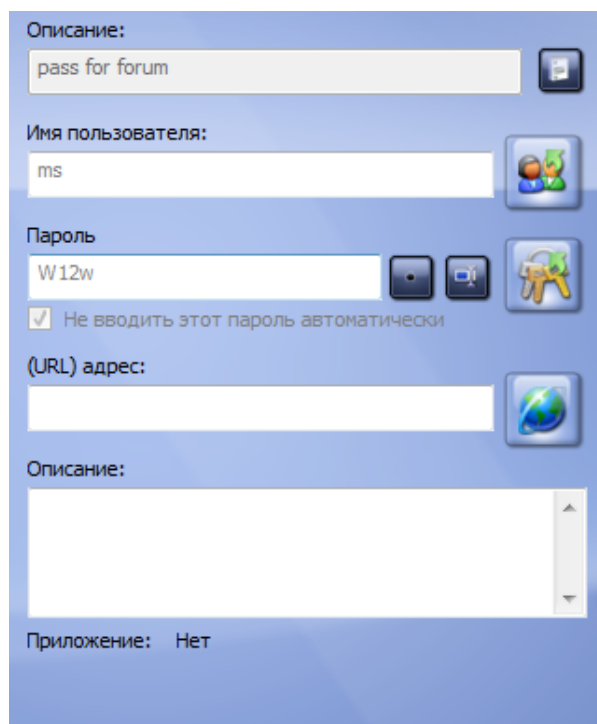 Описание:
pass for forum
Имя пользователя:
ms
Пароль
W12w
Не вводить этот пароль автоматически
(URL) адрес:
Описание:
Приложение: Нет